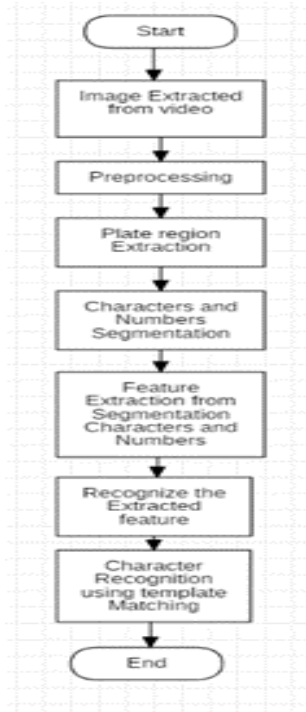 Start
Image Extracted
from video
Preprocessing
Plate region
Extraction
Characters and
Numbers
Segmentation
Feature
Extraction from
Segmentation
Characters and
Numbers
Recognize the
Extracted
feature
Character
Recognition
using template
Matching
End